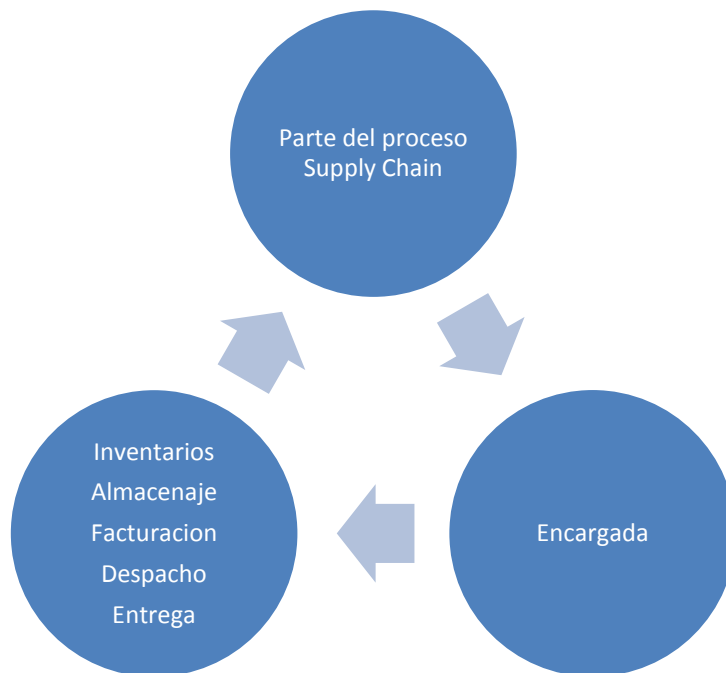 Parte del proceso
Supply Chain
Encargada
Inventarios
Almacenaje
Facturacion
Despacho
Entrega